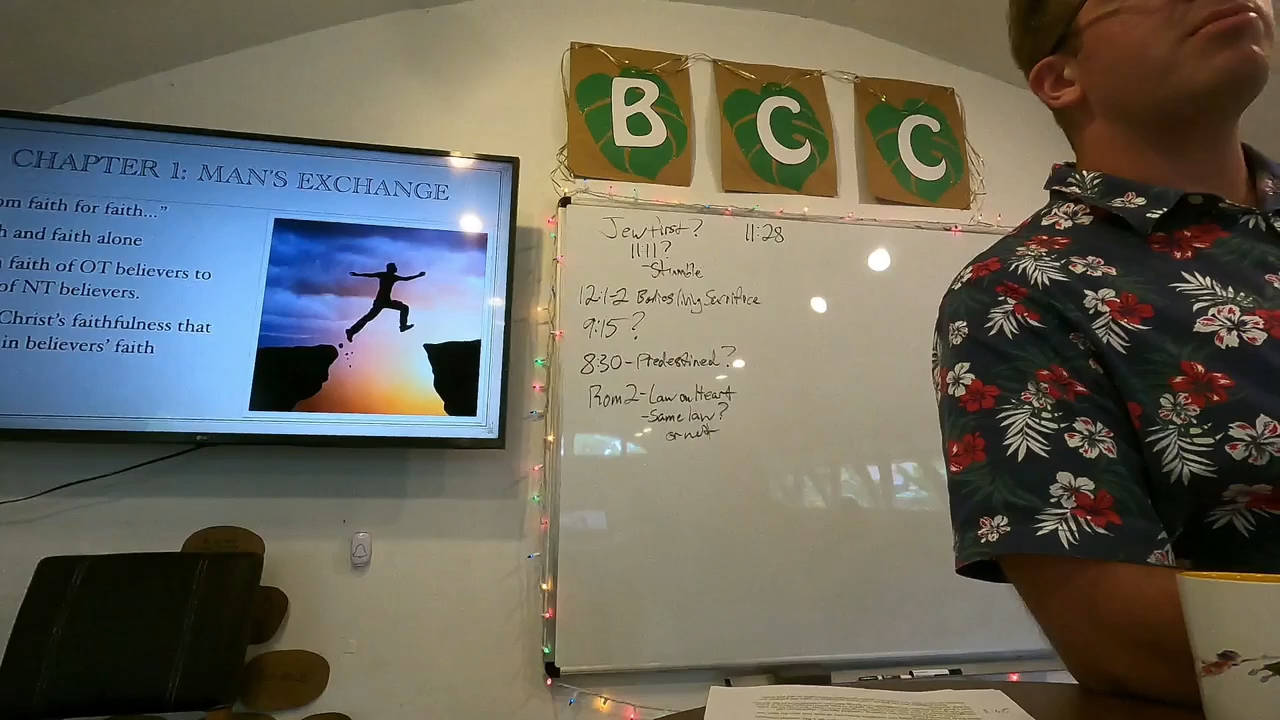 CHAPTER 1: MAN'S EXCHANGE
om faith for faith..."
h and faith alone
faith of OT believers to
of NT believers.
Christ's faithfulness that
in believers' faith
B C C
Jew first? 11:28
11:11?
-Stumble
12:1-2 Bodies living Sacrifice
9:15?
8:30-Predestined?
Rom 2-Law on Heart
-Same law?
or not